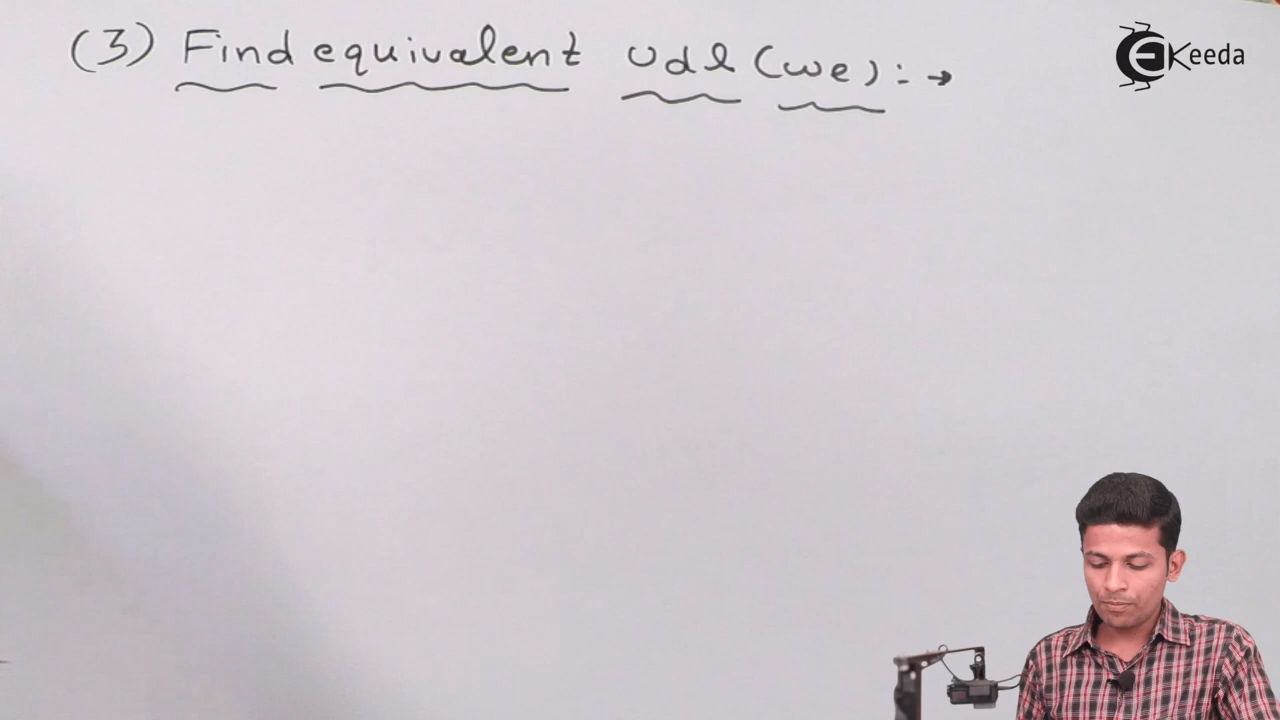 (3) Find equivalent Udl (we) : →
Ekeeda